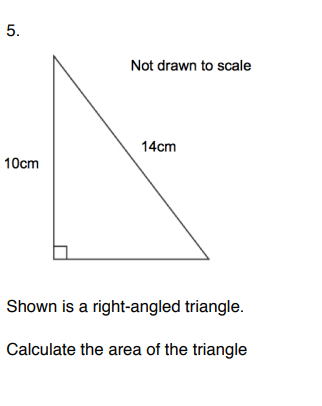 5.
Not drawn to scale
14cm
10cm
Shown is a right-angled triangle.
Calculate the area of the triangle